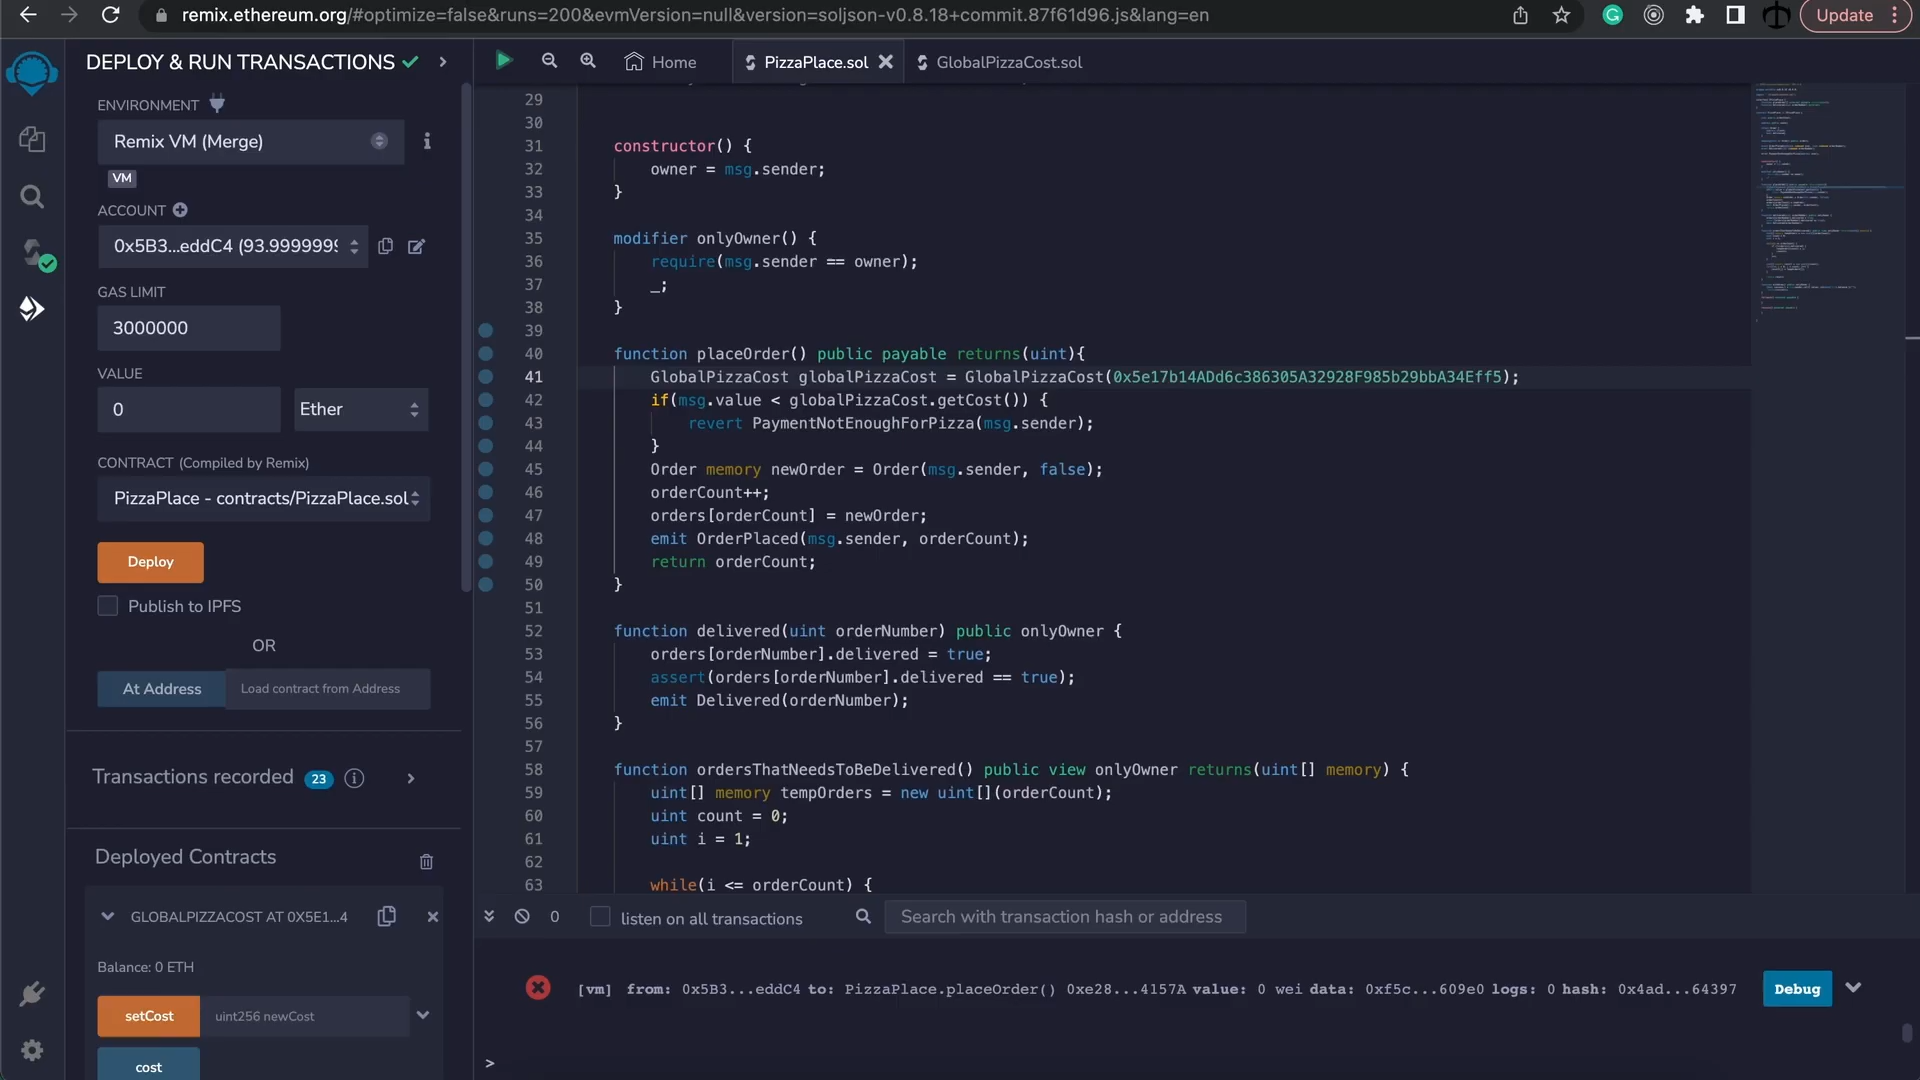 remix.ethereum.org/#optimize=false&runs=200&evmVersion=null&version=soljson-v0.8.18+commit.87f61d96.js&lang=en
Update
DEPLOY & RUN TRANSACTIONS
ENVIRONMENT
Remix VM (Merge)
VM
ACCOUNT
0x5B3...eddC4 (93.9999999
GAS LIMIT
3000000
VALUE
0
Ether
CONTRACT (Compiled by Remix)
PizzaPlace - contracts/PizzaPlace.sol
Deploy
Publish to IPFS
OR
At Address
Load contract from Address
Transactions recorded 23
Deployed Contracts
GLOBALPIZZACOST AT 0X5E1...4
Balance: 0 ETH
setCost
uint256 newCost
cost
Home
PizzaPlace.sol
GlobalPizzaCost.sol
29
30
31 constructor() {
32 owner = msg.sender;
33 }
34
35 modifier onlyOwner() {
36 require(msg.sender == owner);
37 _;
38 }
39
40 function placeOrder() public payable returns(uint){
41 GlobalPizzaCost globalPizzaCost = GlobalPizzaCost(0x5e17b14ADd6c386305A32928F985b29bbA34Eff5);
42 if(msg.value < globalPizzaCost.getCost()) {
43 revert PaymentNotEnoughForPizza(msg.sender);
44 }
45 Order memory newOrder = Order(msg.sender, false);
46 orderCount++;
47 orders[orderCount] = newOrder;
48 emit OrderPlaced(msg.sender, orderCount);
49 return orderCount;
50 }
51
52 function delivered(uint orderNumber) public onlyOwner {
53 orders[orderNumber].delivered = true;
54 assert(orders[orderNumber].delivered == true);
55 emit Delivered(orderNumber);
56 }
57
58 function ordersThatNeedsToBeDelivered() public view onlyOwner returns(uint[] memory) {
59 uint[] memory tempOrders = new uint[](orderCount);
60 uint count = 0;
61 uint i = 1;
62
63 while(i <= orderCount) {
0
listen on all transactions
Search with transaction hash or address
[vm] from: 0x5B3...eddC4 to: PizzaPlace.placeOrder() 0xe28...4157A value: 0 wei data: 0xf5c...609e0 logs: 0 hash: 0x4ad...64397
Debug
>